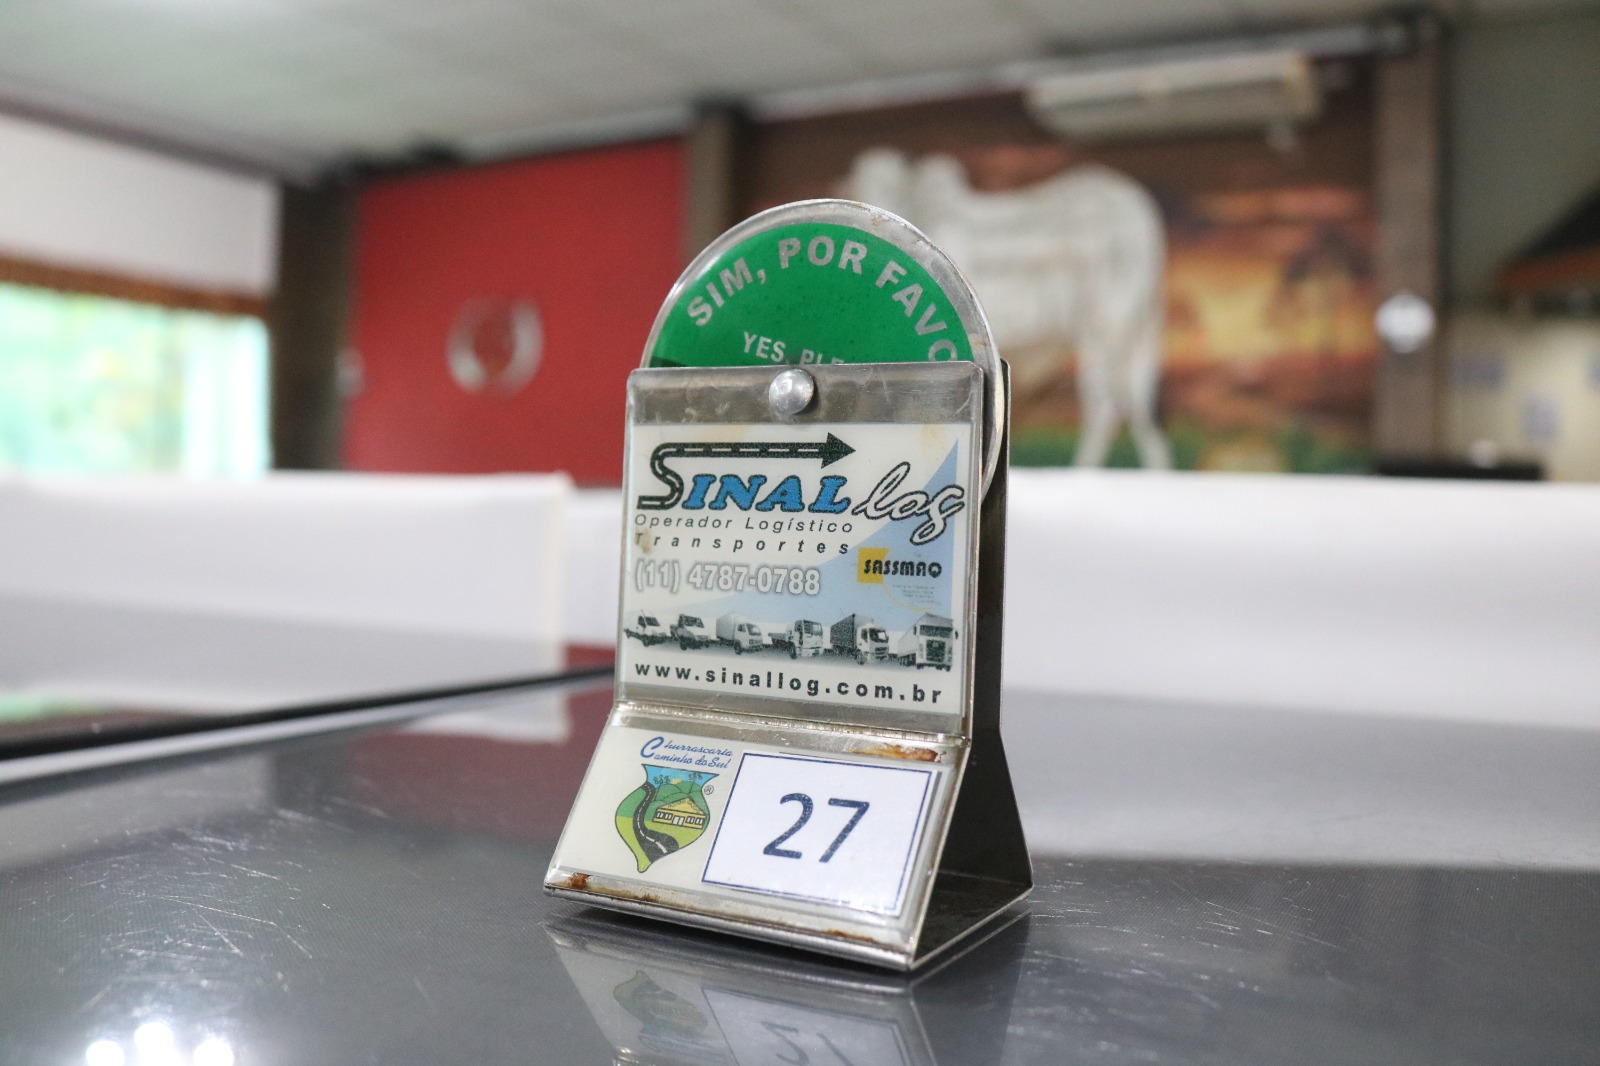 SIM, POR FAVO
YES, PLE
SINAL log
Operador Logístico
Transportes
(11) 4787-0788
SASSMAQ
www.sinallog.com.br
Churrascaria
Caminho do Sul
®
27